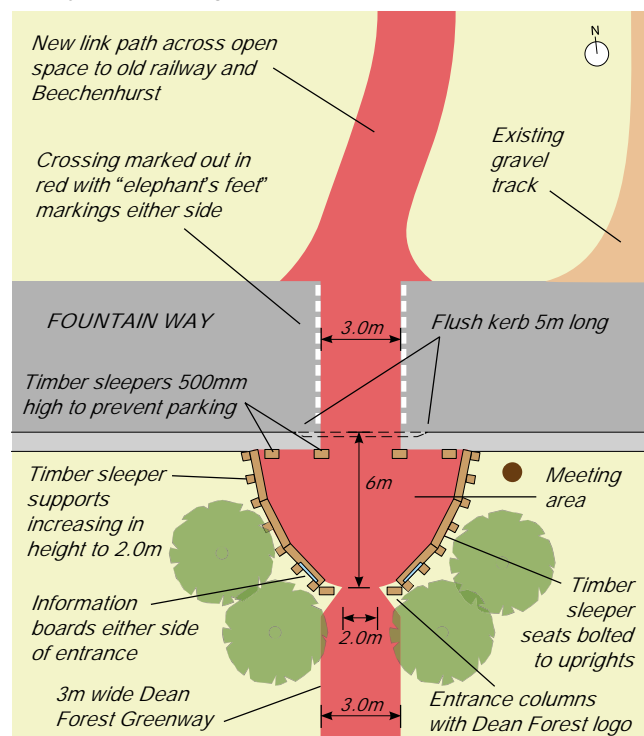 New link path across open
space to old railway and
Beechenhurst
N
Existing
gravel
track
Crossing marked out in
red with “elephant’s feet”
markings either side
FOUNTAIN WAY
3.0m
Flush kerb 5m long
Timber sleepers 500mm
high to prevent parking
Timber sleeper
supports
increasing in
height to 2.0m
6m
Meeting
area
Information
boards either side
of entrance
2.0m
Timber
sleeper
seats bolted
to uprights
3m wide Dean
Forest Greenway
3.0m
Entrance columns
with Dean Forest logo